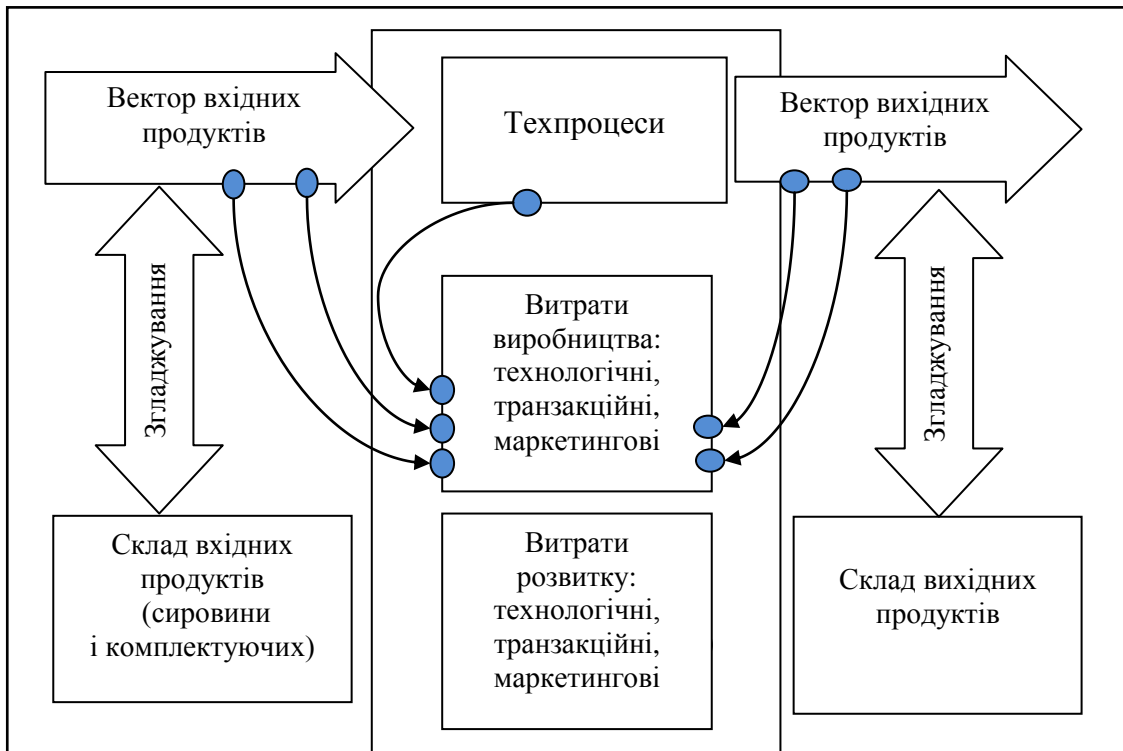 Вектор вхідних
продуктів
Техпроцеси
Вектор вихідних
продуктів
Згладжування
Витрати
виробництва:
технологічні,
транзакційні,
маркетингові
Згладжування
Склад вхідних
продуктів
(сировини
і комплектуючих)
Витрати
розвитку:
технологічні,
транзакційні,
маркетингові
Склад вихідних
продуктів